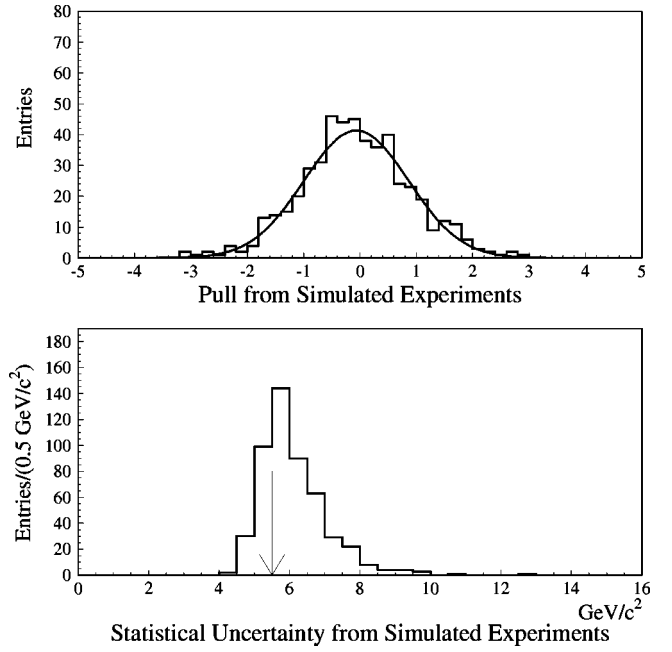 80
70
60
50
40
30
20
10
0
Entries
-5 -4 -3 -2 -1 0 1 2 3 4 5
Pull from Simulated Experiments
180
160
140
120
100
80
60
40
20
0
Entries/(0.5 GeV/c²)
0 2 4 6 8 10 12 14 16
GeV/c²
Statistical Uncertainty from Simulated Experiments